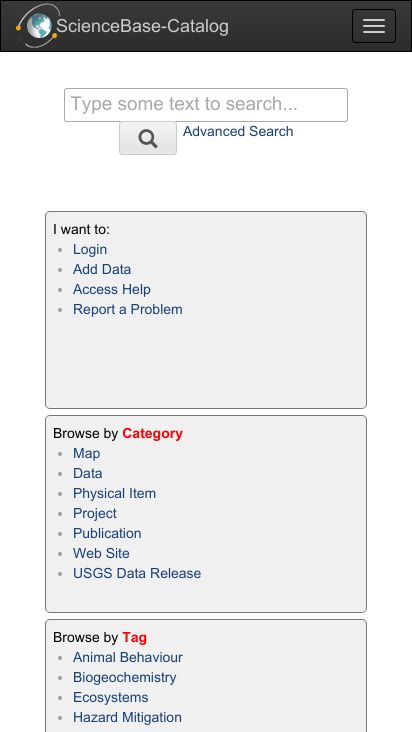 ScienceBase-Catalog
Type some text to search...
Advanced Search
I want to:
Login
Add Data
Access Help
Report a Problem
Browse by Category
Map
Data
Physical Item
Project
Publication
Web Site
USGS Data Release
Browse by Tag
Animal Behaviour
Biogeochemistry
Ecosystems
Hazard Mitigation